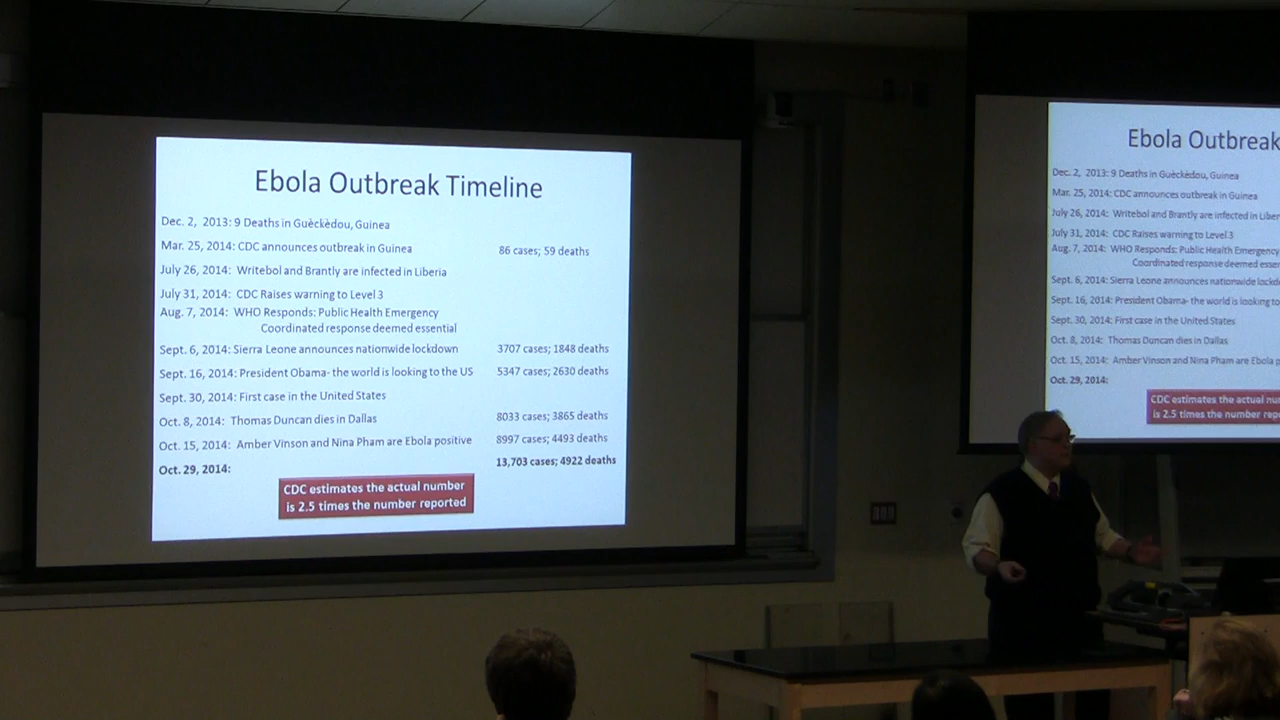 Ebola Outbreak Timeline
Dec. 2, 2013: 9 Deaths in Guèckèdou, Guinea
Mar. 25, 2014: CDC announces outbreak in Guinea 86 cases; 59 deaths
July 26, 2014: Writebol and Brantly are infected in Liberia
July 31, 2014: CDC Raises warning to Level 3
Aug. 7, 2014: WHO Responds: Public Health Emergency
Coordinated response deemed essential
Sept. 6, 2014: Sierra Leone announces nationwide lockdown 3707 cases; 1848 deaths
Sept. 16, 2014: President Obama- the world is looking to the US 5347 cases; 2630 deaths
Sept. 30, 2014: First case in the United States
Oct. 8, 2014: Thomas Duncan dies in Dallas 8033 cases; 3865 deaths
Oct. 15, 2014: Amber Vinson and Nina Pham are Ebola positive 8997 cases; 4493 deaths
Oct. 29, 2014: 13,703 cases; 4922 deaths
CDC estimates the actual number
is 2.5 times the number reported
Ebola Outbreak
Dec. 2, 2013: 9 Deaths in Guèckèdou, Guinea
Mar. 25, 2014: CDC announces outbreak in Guinea
July 26, 2014: Writebol and Brantly are infected in Liber
July 31, 2014: CDC Raises warning to Level 3
Aug. 7, 2014: WHO Responds: Public Health Emergency
Coordinated response deemed esse
Sept. 6, 2014: Sierra Leone announces nationwide lockd
Sept. 16, 2014: President Obama- the world is looking to
Sept. 30, 2014: First case in the United States
Oct. 8, 2014: Thomas Duncan dies in Dallas
Oct. 15, 2014: Amber Vinson and Nina Pham are Ebola p
Oct. 29, 2014:
CDC estimates the actual nu
is 2.5 times the number repo